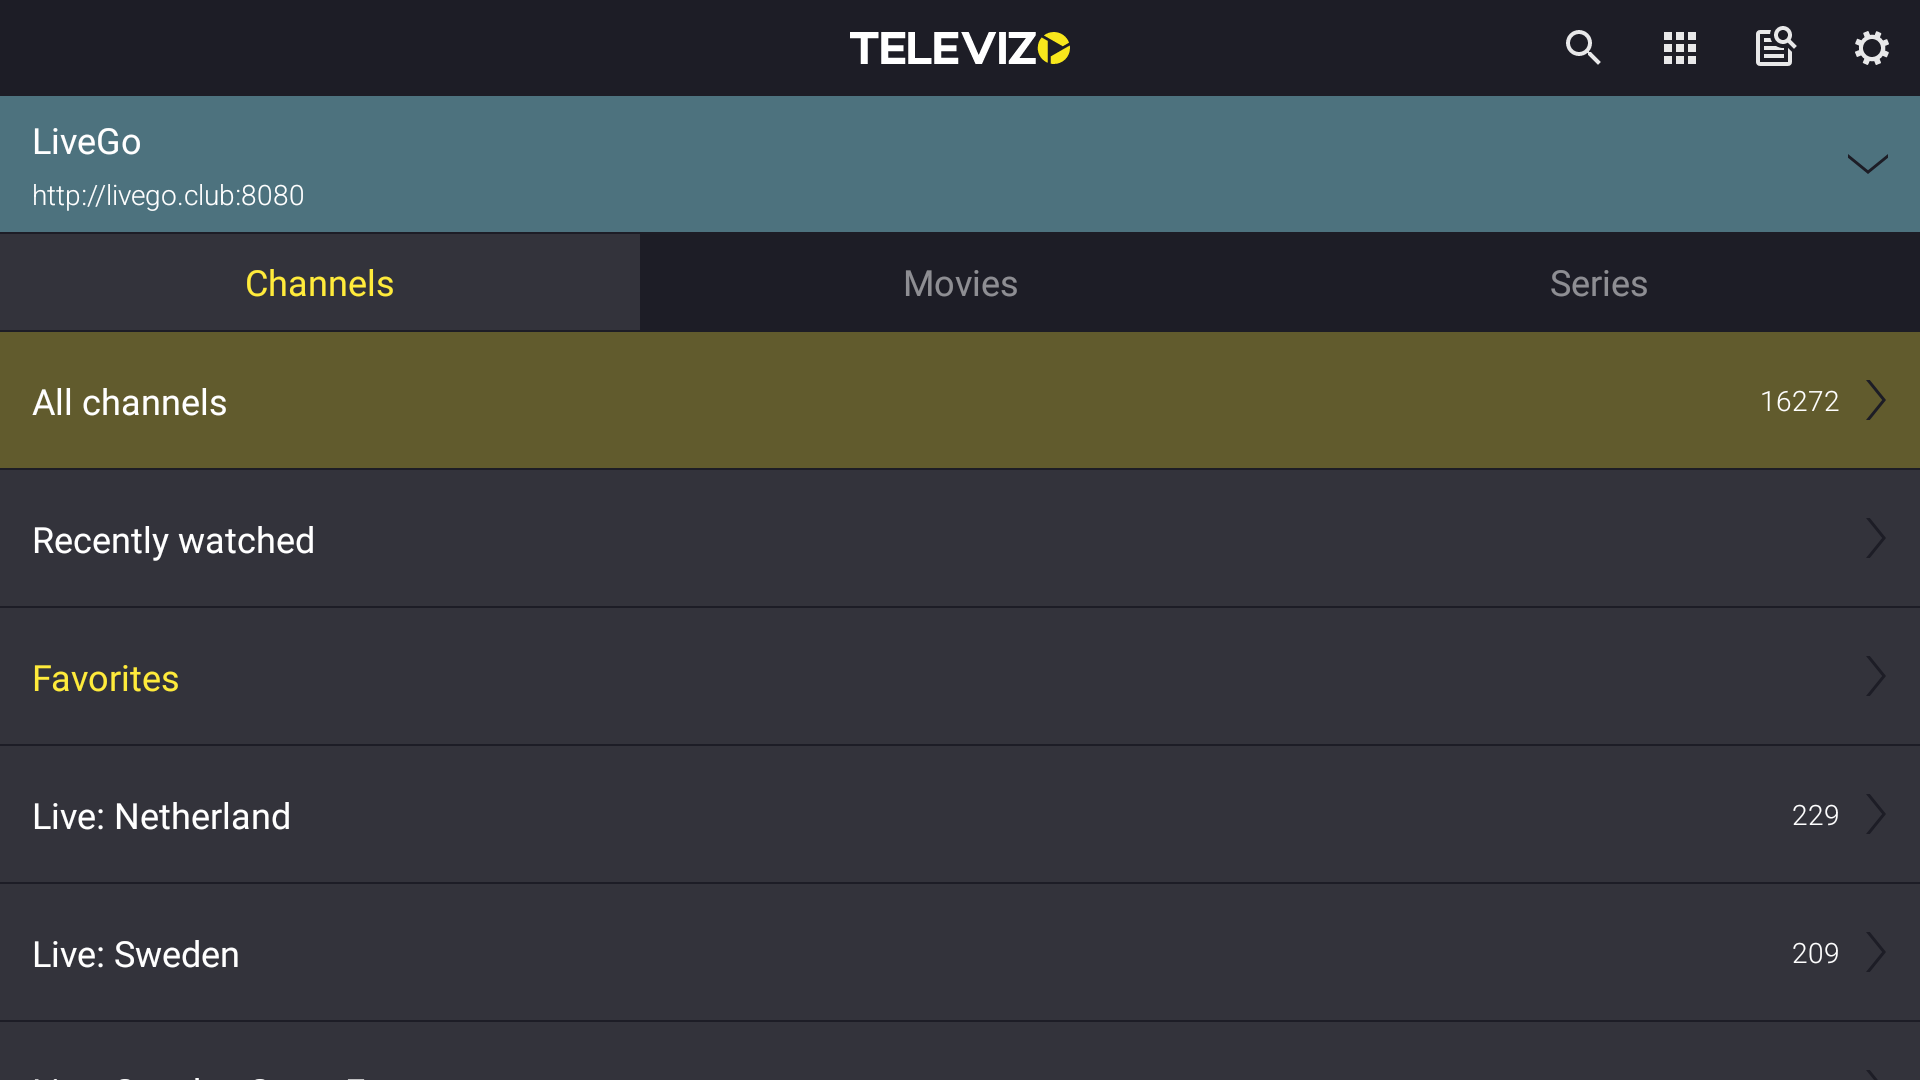 TELEVIZO
LiveGo
http://livego.club:8080
Channels
Movies
Series
All channels
16272
Recently watched
Favorites
Live: Netherland
229
Live: Sweden
209